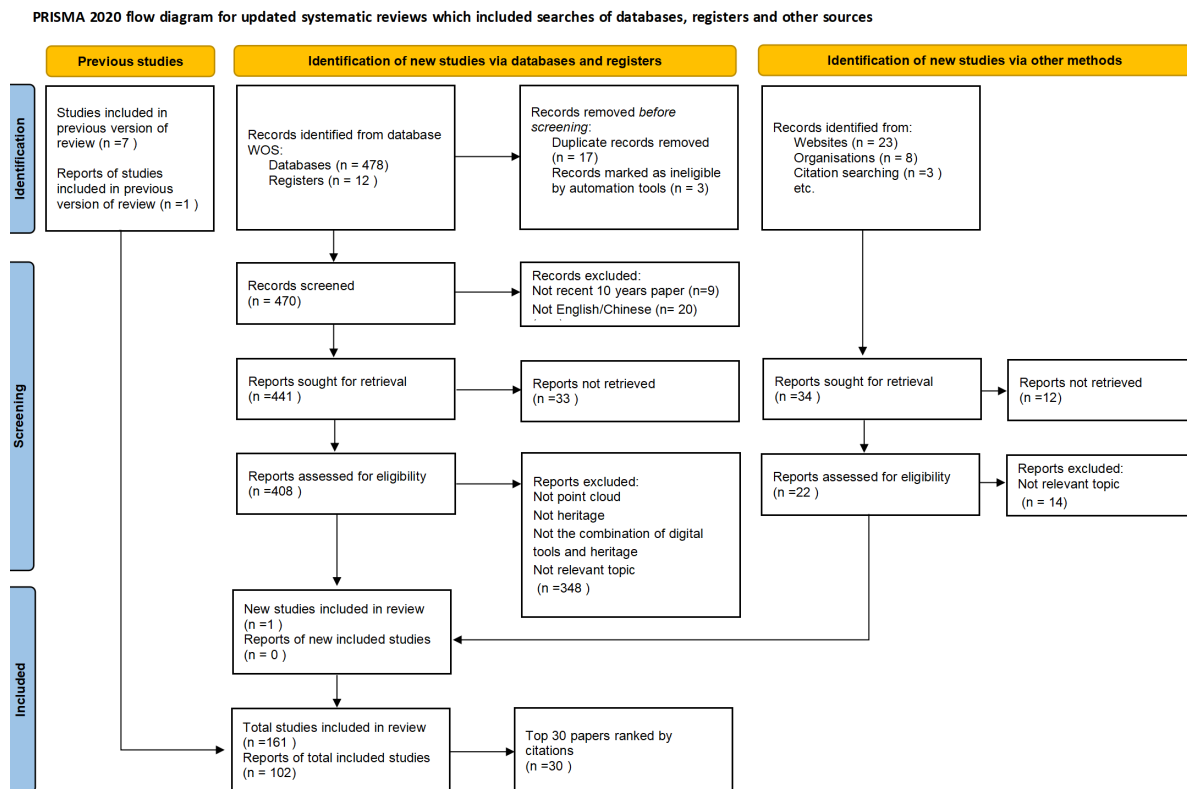 PRISMA 2020 flow diagram for updated systematic reviews which included searches of databases, registers and other sources
Previous studies
Identification of new studies via databases and registers
Identification of new studies via other methods
Identification
Studies included in
previous version of
review (n =7 )
Reports of studies
included in previous
version of review (n =1 )
Records identified from database
WOS:
Databases (n = 478)
Registers (n = 12 )
Records removed before
screening:
Duplicate records removed
(n = 17)
Records marked as ineligible
by automation tools (n = 3)
Records identified from:
Websites (n = 23)
Organisations (n = 8)
Citation searching (n =3 )
etc.
Screening
Records screened
(n = 470)
Records excluded:
Not recent 10 years paper (n=9)
Not English/Chinese (n= 20)
Reports sought for retrieval
(n =441 )
Reports not retrieved
(n =33 )
Reports sought for retrieval
(n =34 )
Reports not retrieved
(n =12)
Reports assessed for eligibility
(n =408 )
Reports excluded:
Not point cloud
Not heritage
Not the combination of digital
tools and heritage
Not relevant topic
(n =348 )
Reports assessed for eligibility
(n =22 )
Reports excluded:
Not relevant topic
(n = 14)
Included
New studies included in review
(n =1 )
Reports of new included studies
(n = 0 )
Total studies included in review
(n =161 )
Reports of total included studies
(n = 102)
Top 30 papers ranked by
citations
(n =30 )